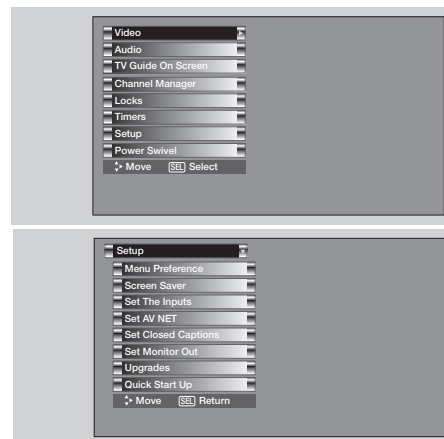 Video
Audio
TV Guide On Screen
Channel Manager
Locks
Timers
Setup
Power Swivel
Move SEL Select
Setup
Menu Preference
Screen Saver
Set The Inputs
Set AV NET
Set Closed Captions
Set Monitor Out
Upgrades
Quick Start Up
Move SEL Return